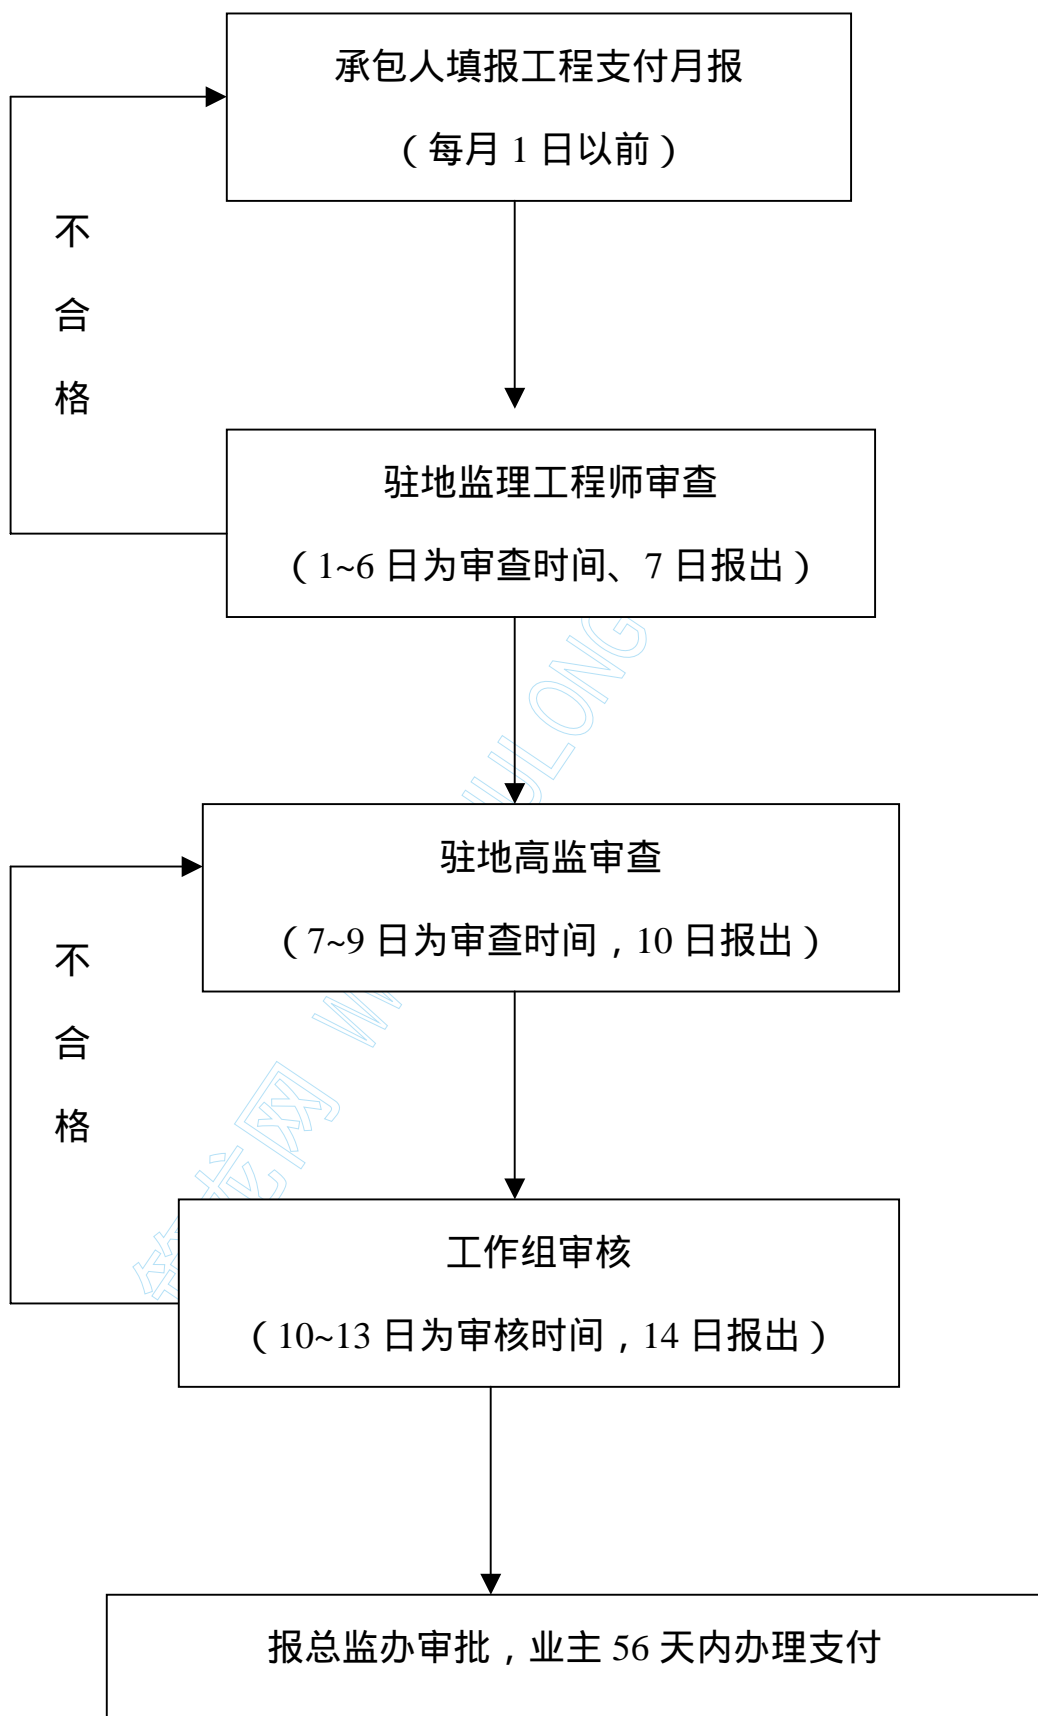 承包人填报工程支付月报
（每月 1 日以前）
不
合
格
驻地监理工程师审查
（1~6 日为审查时间、7 日报出）
驻地高监审查
（7~9 日为审查时间，10 日报出）
不
合
格
工作组审核
（10~13 日为审核时间，14 日报出）
报总监办审批，业主 56 天内办理支付